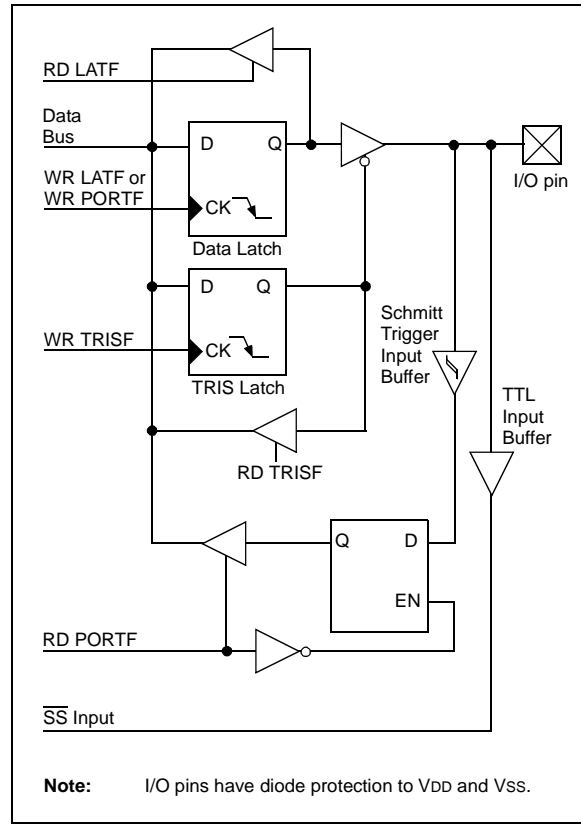 RD LATF
Data
Bus
D
Q
I/O pin
WR LATF or
WR PORTF
CK
Data Latch
D
Q
WR TRISF
CK
TRIS Latch
Schmitt
Trigger
Input
Buffer
TTL
Input
Buffer
RD TRISF
Q
D
EN
RD PORTF
SS Input
Note: I/O pins have diode protection to VDD and VSS.